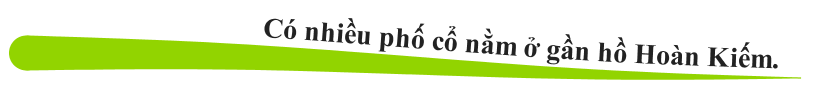 Có nhiều phố cổ nằm ở gần hồ Hoàn Kiếm.